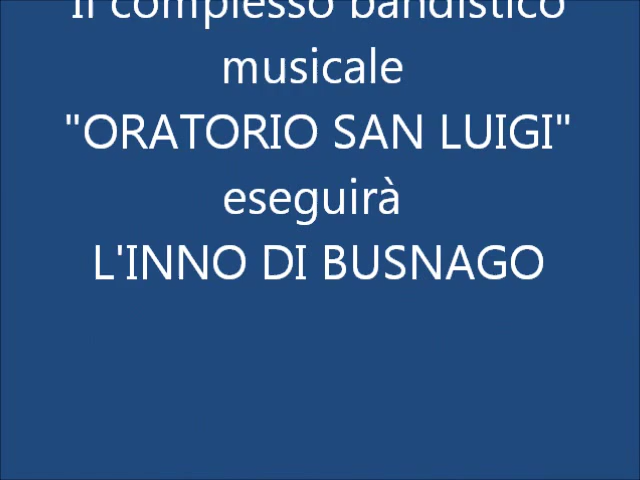 Il complesso bandistico
musicale
"ORATORIO SAN LUIGI"
eseguirà
L'INNO DI BUSNAGO